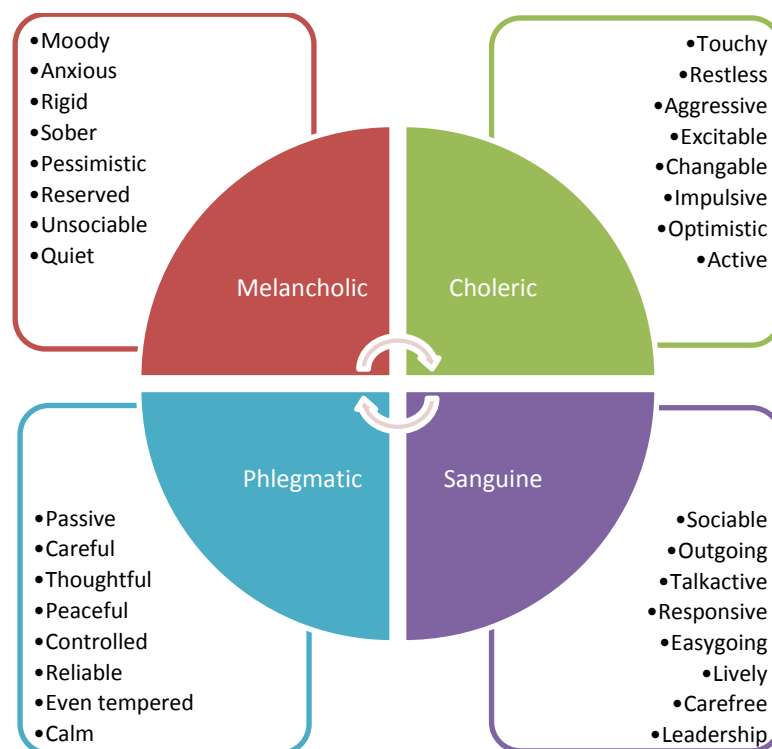 •Moody
•Anxious
•Rigid
•Sober
•Pessimistic
•Reserved
•Unsociable
•Quiet
•Touchy
•Restless
•Aggressive
•Excitable
•Changable
•Impulsive
•Optimistic
•Active
Melancholic
Choleric
Phlegmatic
Sanguine
•Passive
•Careful
•Thoughtful
•Peaceful
•Controlled
•Reliable
•Even tempered
•Calm
•Sociable
•Outgoing
•Talkactive
•Responsive
•Easygoing
•Lively
•Carefree
•Leadership